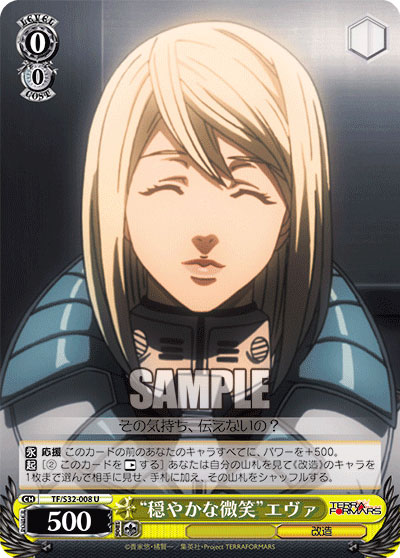 LEVEL
0
0
COST
SAMPLE
その気持ち、伝えないの？
永 応援 このカードの前のあなたのキャラすべてに、パワーを＋500。
起［② このカードを する］ あなたは自分の山札を見て《改造》のキャラを
1枚まで選んで相手に見せ、手札に加え、その山札をシャッフルする。
CH TF/S32-008 U
POWER 500
“穏やかな微笑”エヴァ
TERRAFORMARS
改造
©貴家悠・橘賢一／集英社・Project TERRAFORMARS